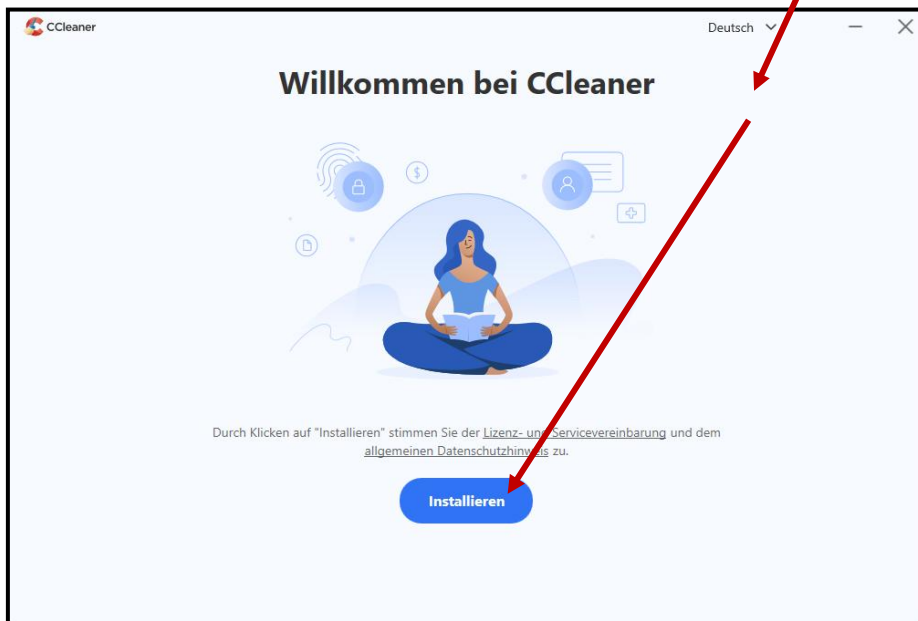 CCleaner
Deutsch
Willkommen bei CCleaner
Durch Klicken auf "Installieren" stimmen Sie der Lizenz- und Servicevereinbarung und dem
allgemeinen Datenschutzhinweis zu.
Installieren